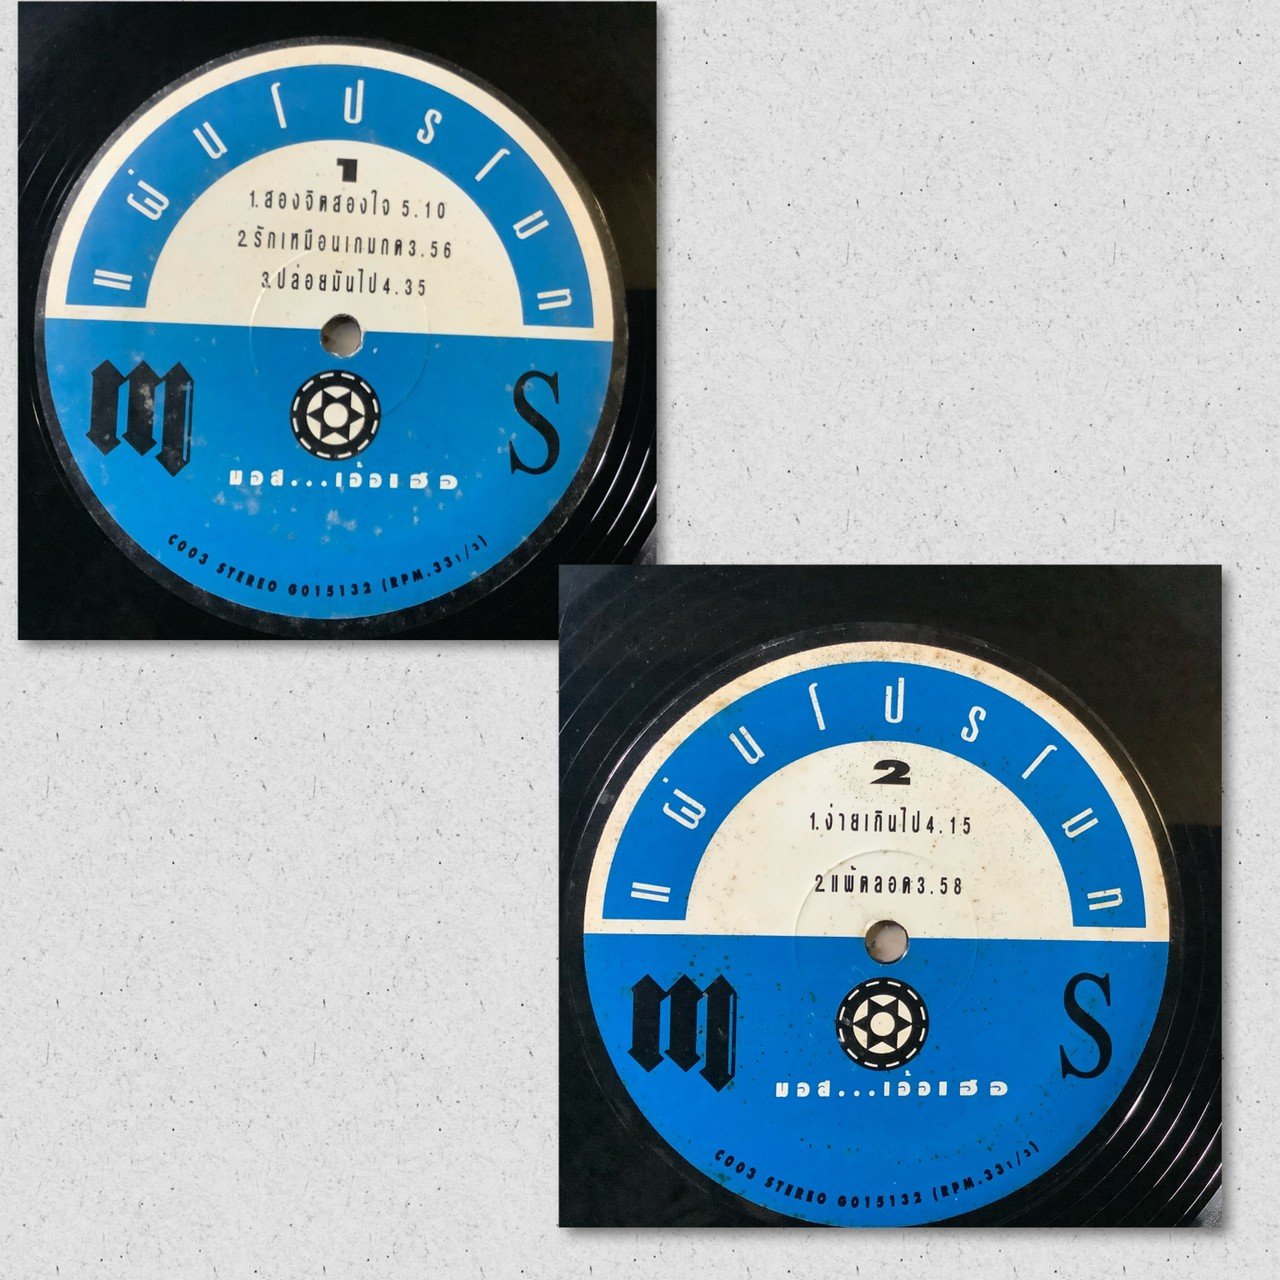 แผ่นโปรโมท
1
1.สองจิตสองใจ 5.10
2.รักเหมือนเกมกด3.56
3.ปล่อยมันไป4.35
m S
มอส...เอ้อเฮอ
C003 STEREO G015132 (RPM.33 1/3)
แผ่นโปรโมท
2
1.ง่ายเกินไป4.15
2.แพ้ตลอด3.58
m S
มอส...เอ้อเฮอ
C003 STEREO G015132 (RPM.33 1/3)